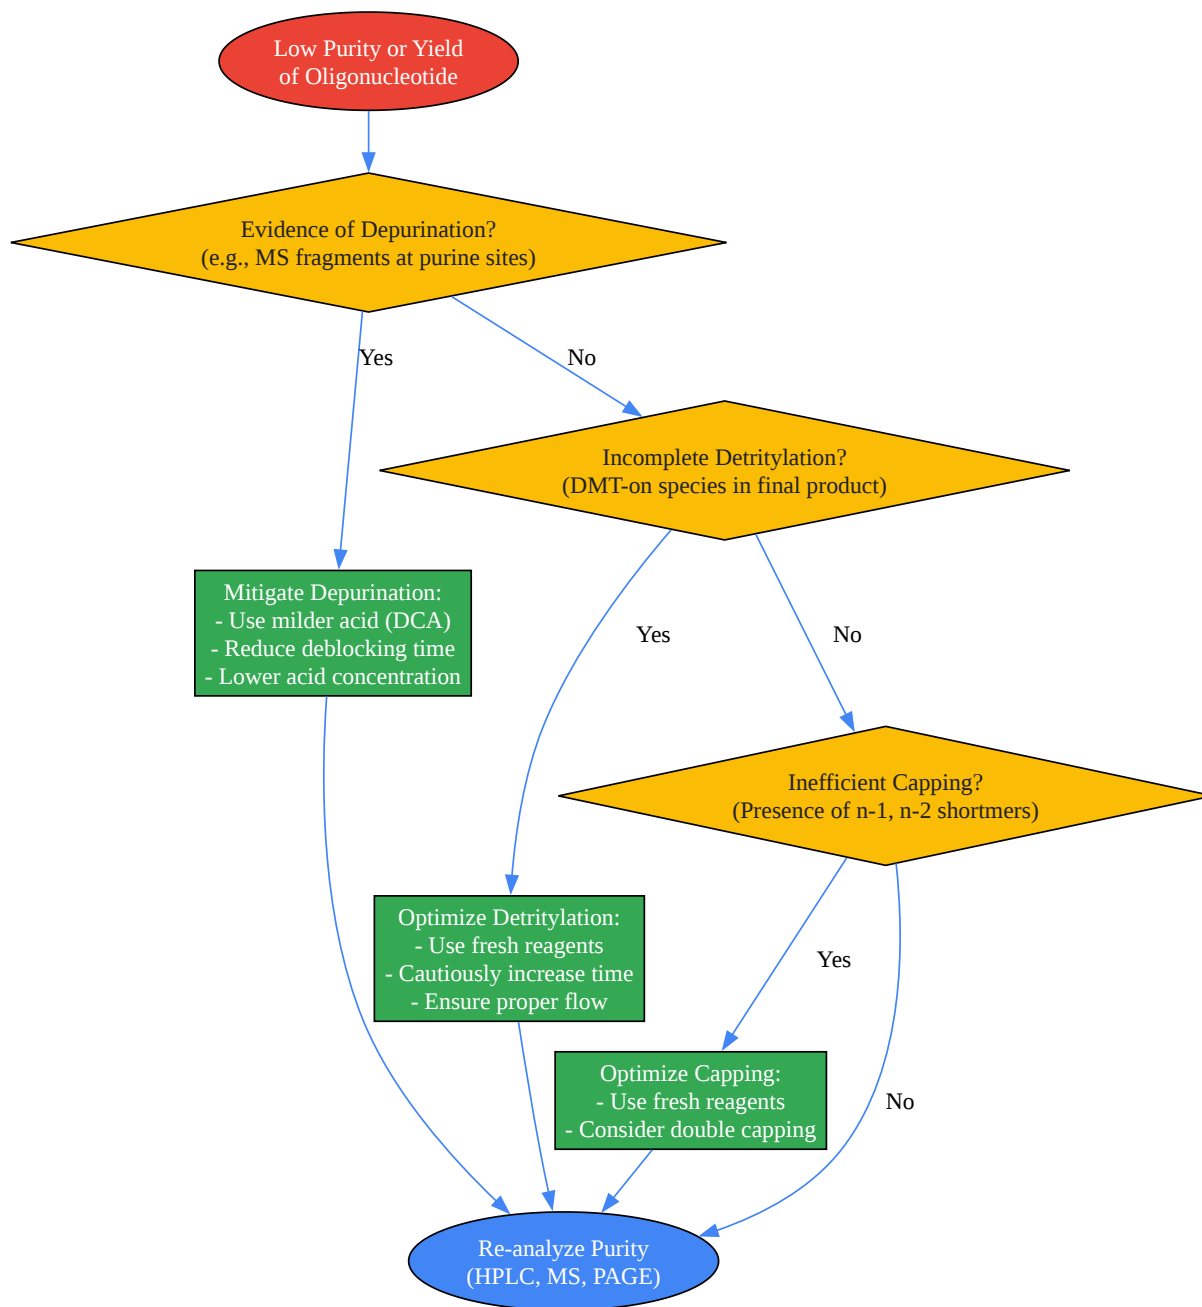 Low Purity or Yield
of Oligonucleotide
Evidence of Depurination?
(e.g., MS fragments at purine sites)
Yes
No
Incomplete Detritylation?
(DMT-on species in final product)
Mitigate Depurination:
- Use milder acid (DCA)
- Reduce deblocking time
- Lower acid concentration
Yes
No
Inefficient Capping?
(Presence of n-1, n-2 shortmers)
Optimize Detritylation:
- Use fresh reagents
- Cautiously increase time
- Ensure proper flow
Yes
No
Optimize Capping:
- Use fresh reagents
- Consider double capping
Re-analyze Purity
(HPLC, MS, PAGE)